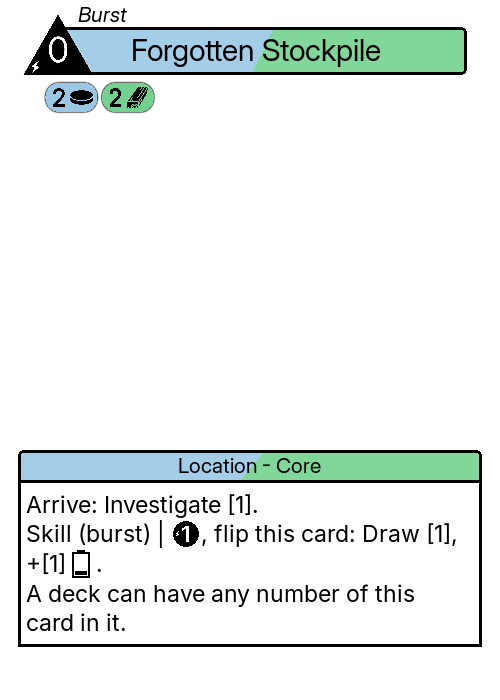 Burst
0 Forgotten Stockpile
2 2
Location - Core
Arrive: Investigate [1].
Skill (burst) | 1, flip this card: Draw [1],
+[1] .
A deck can have any number of this
card in it.